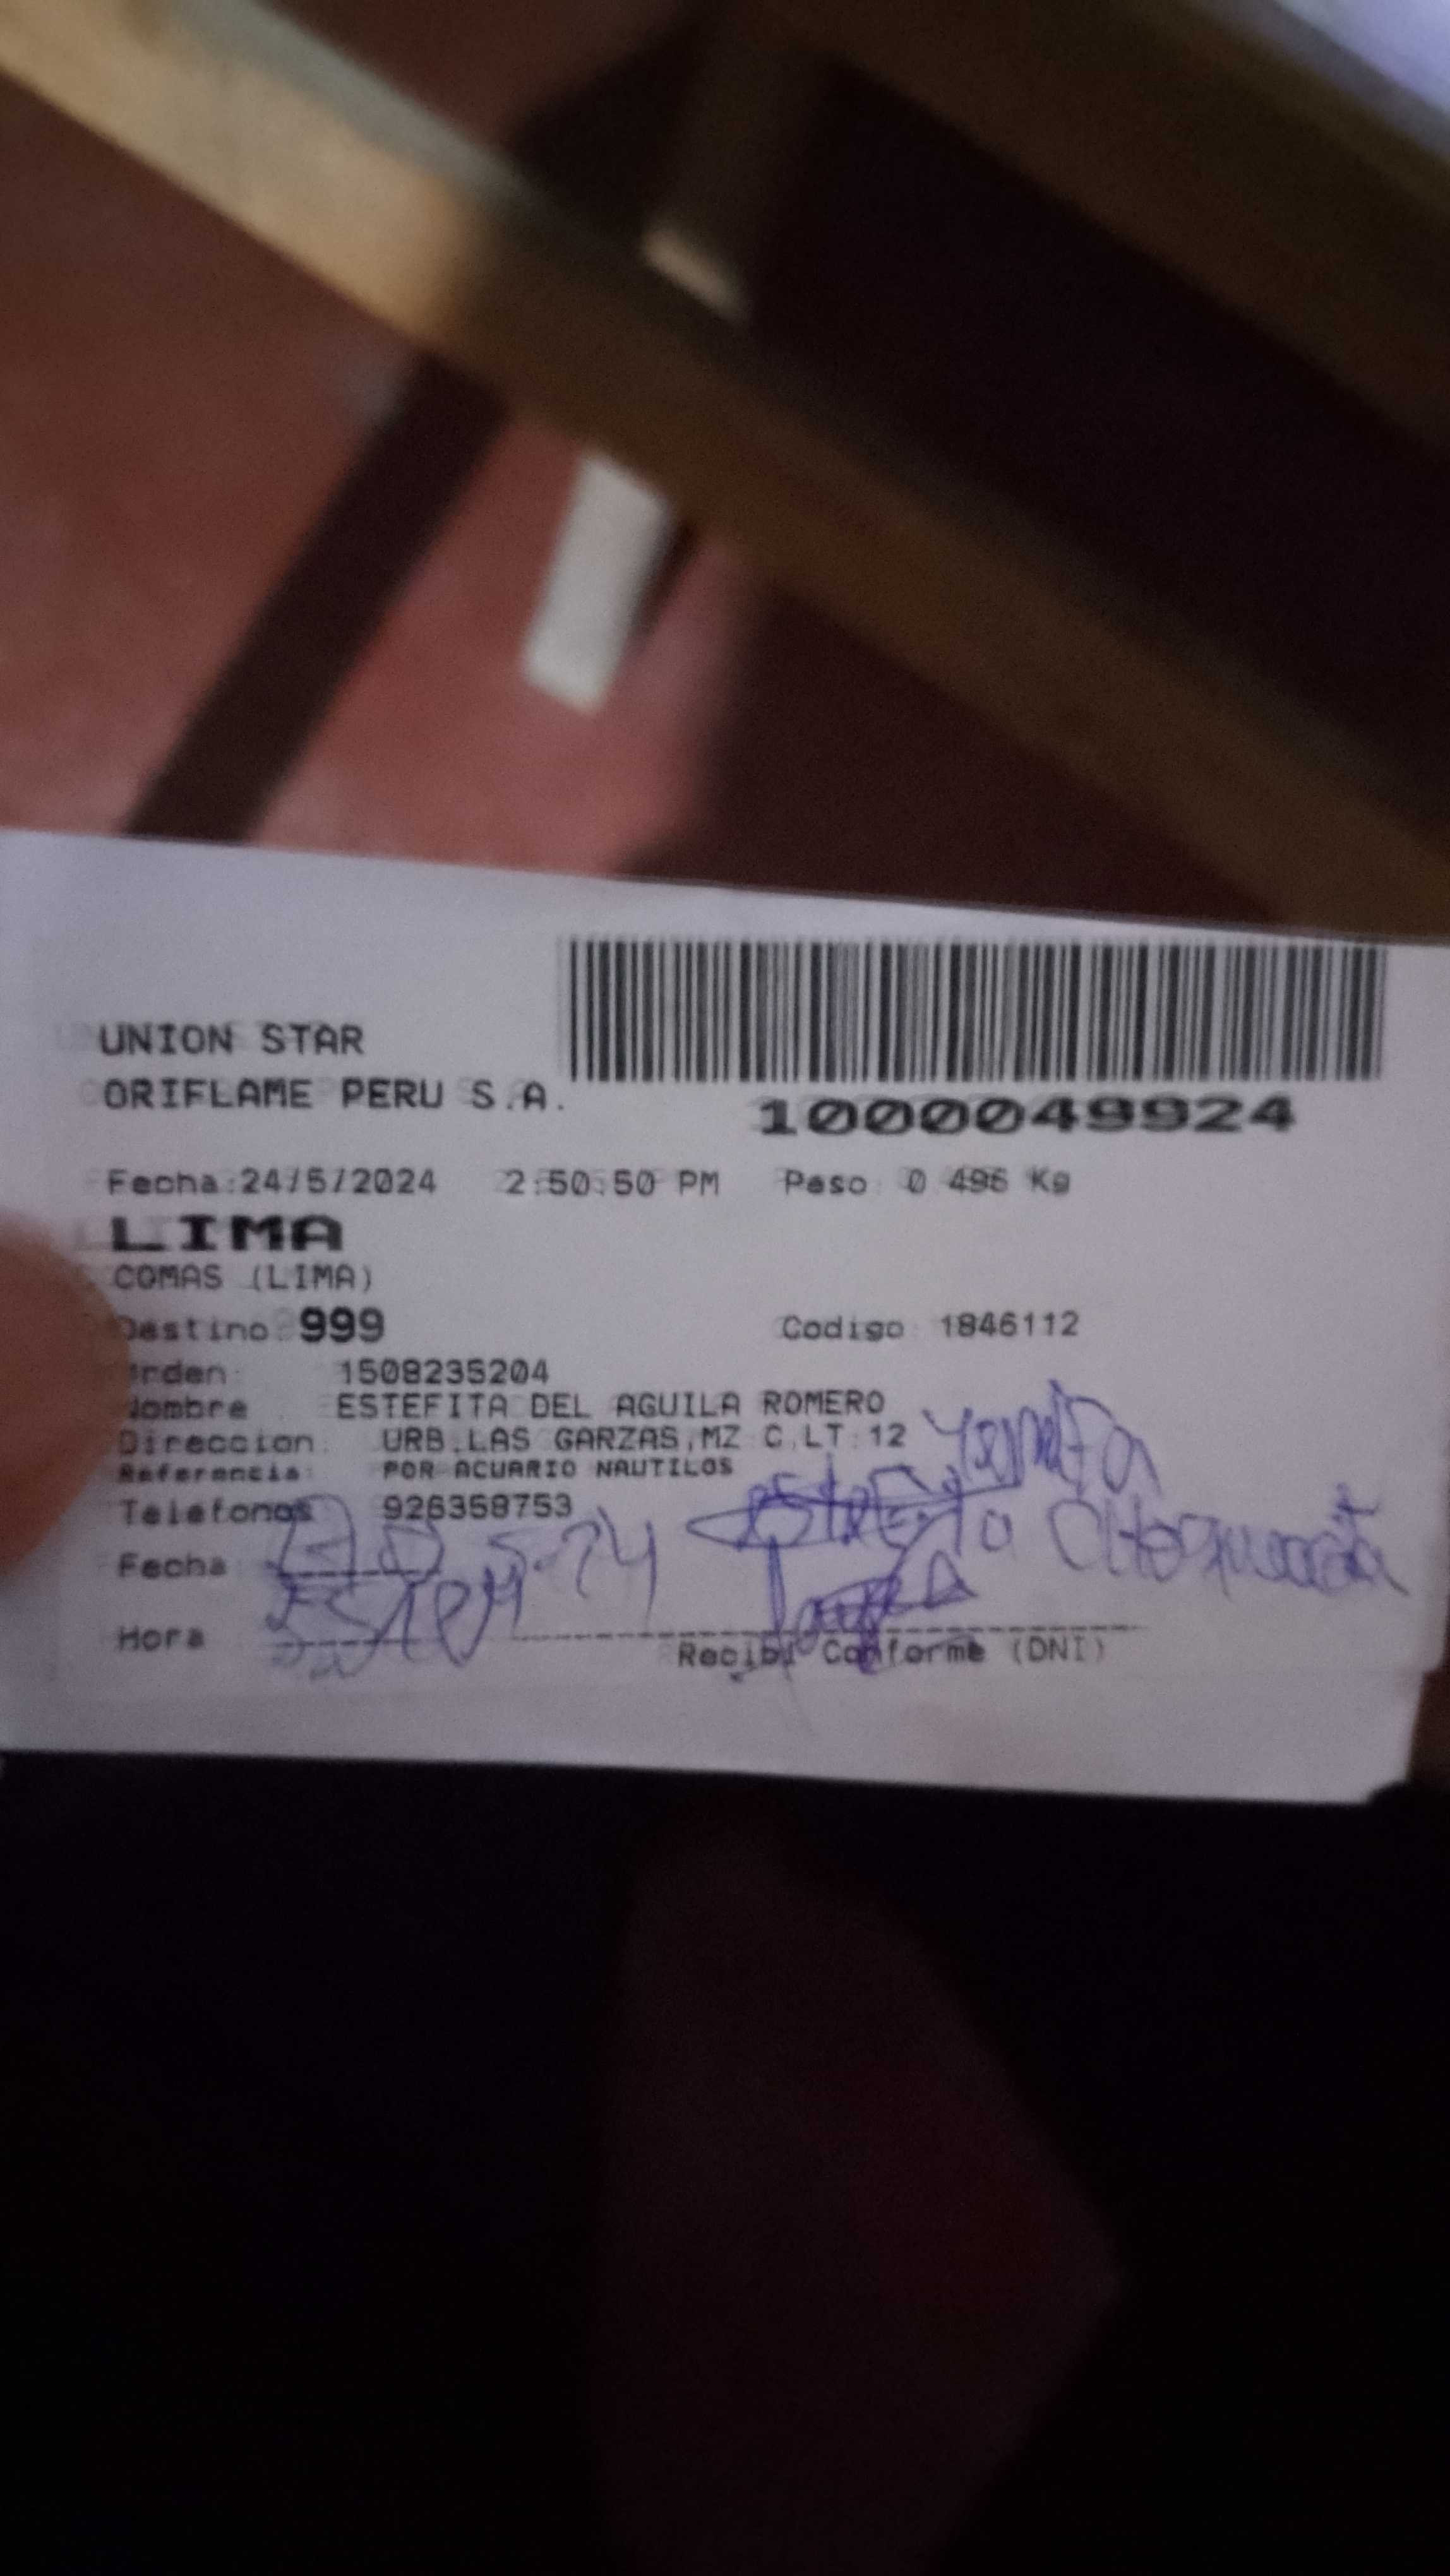 UNION STAR
ORIFLAME PERU S.A.
1000049924
Fecha:24/5/2024 2:50:50 PM Peso: 0.496 Kg
LIMA
COMAS (LIMA)
Destino: 999 Codigo: 1846112
Orden: 1508235204
Nombre : ESTEFITA DEL AGUILA ROMERO
Direccion: URB.LAS GARZAS,MZ C,LT 12
Referencia: POR ACUARIO NAUTILOS
Telefonos 926358753
Fecha
Hora
Recibi Conforme (DNI)